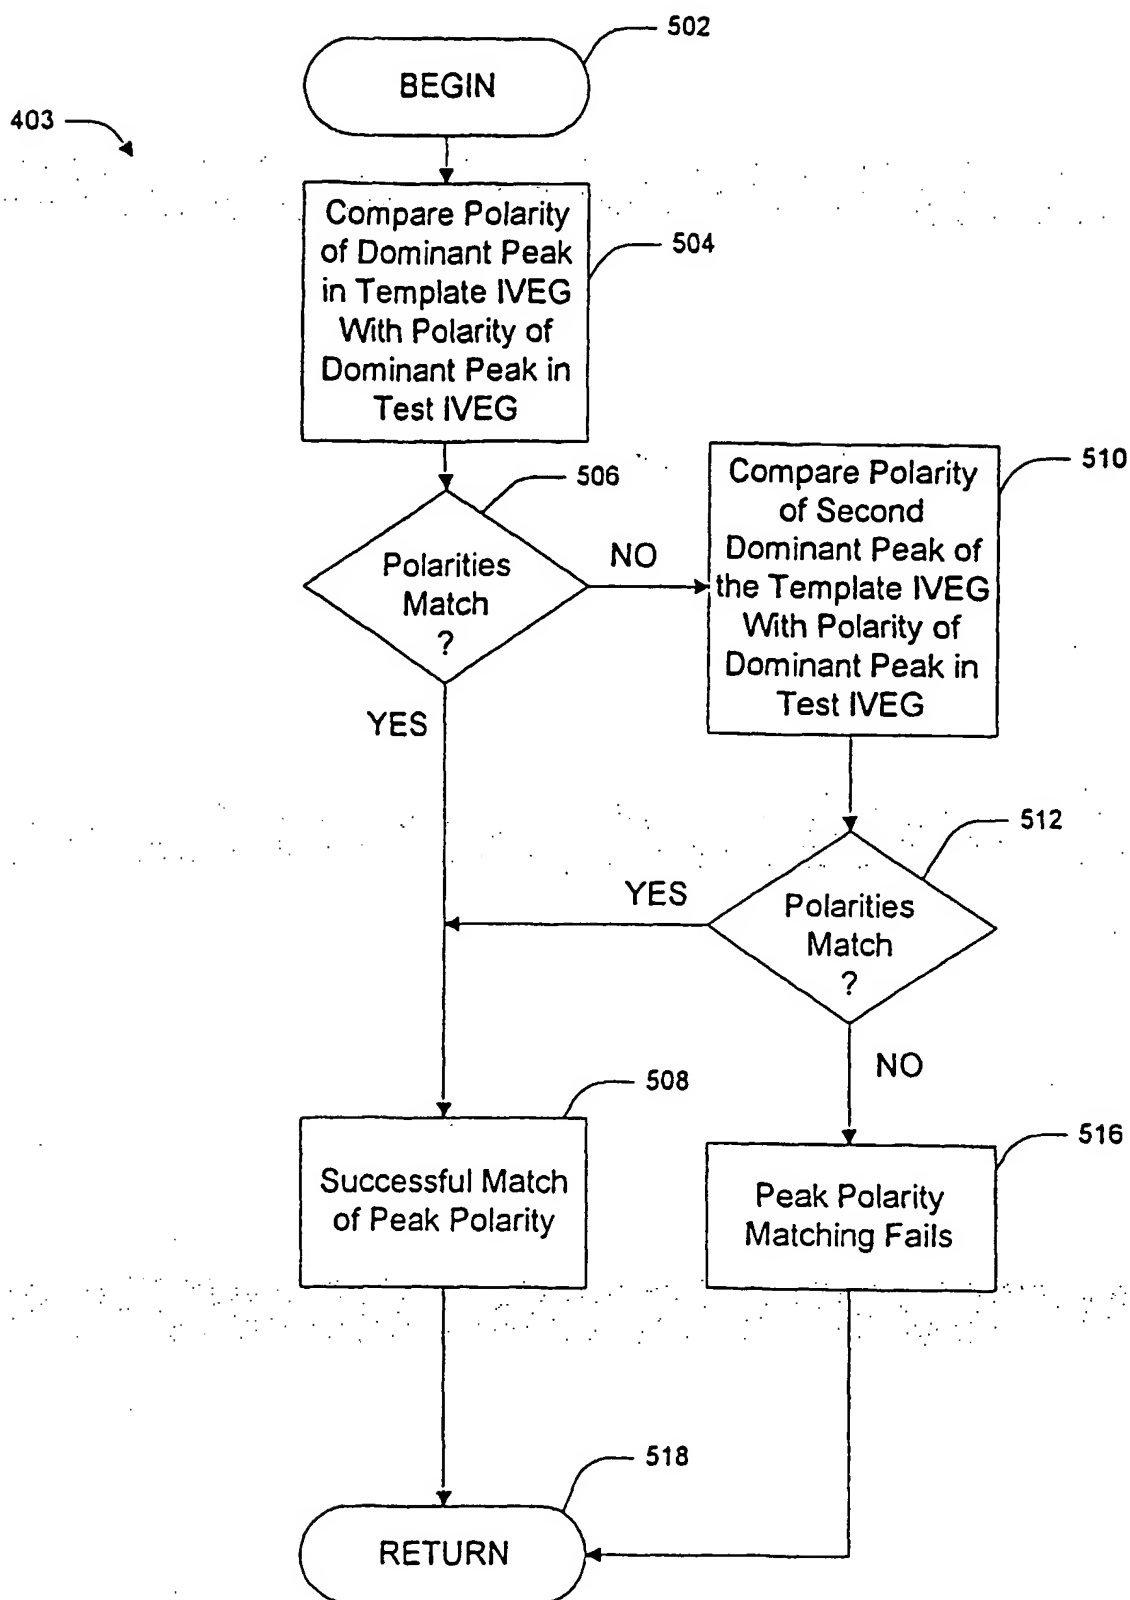 502
BEGIN
403
Compare Polarity
of Dominant Peak
in Template IVEG
With Polarity of
Dominant Peak in
Test IVEG
504
506
Polarities
Match
?
NO
YES
Compare Polarity
of Second
Dominant Peak of
the Template IVEG
With Polarity of
Dominant Peak in
Test IVEG
510
512
Polarities
Match
?
YES
NO
508
Successful Match
of Peak Polarity
516
Peak Polarity
Matching Fails
518
RETURN